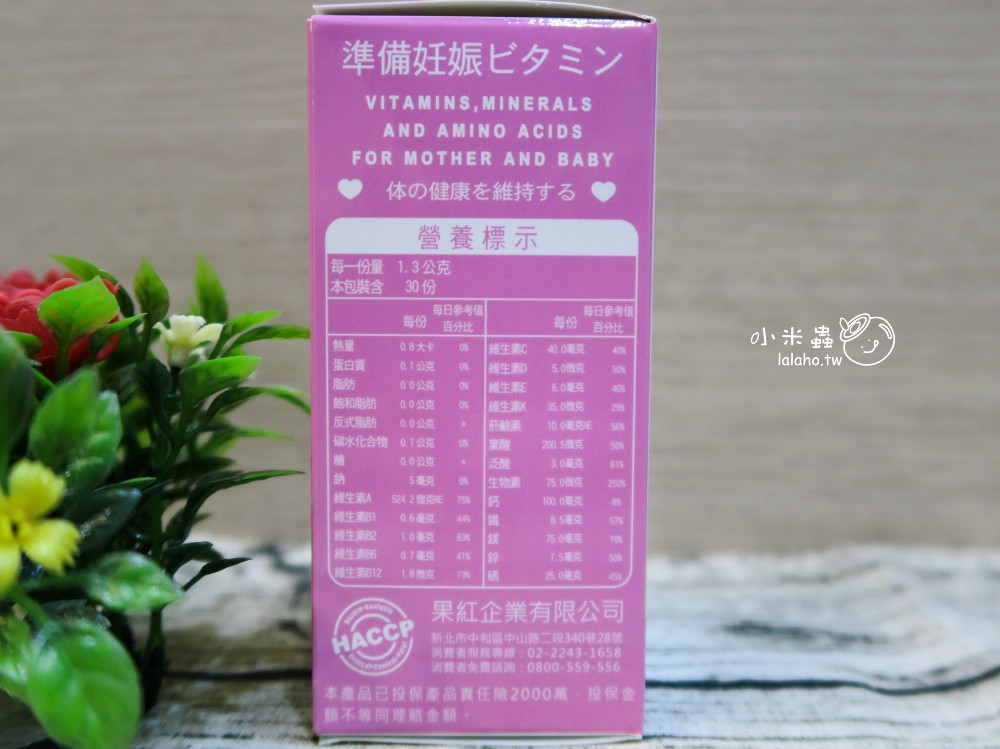 準備妊娠ビタミン
VITAMINS,MINERALS
AND AMINO ACIDS
FOR MOTHER AND BABY
体の健康を維持する
營養標示
每一份量 1.3公克
本包裝含 30份
每份 每日參考值百分比
熱量 0.8大卡 0%
蛋白質 0.1公克 0%
脂肪 0.0公克 0%
飽和脂肪 0.0公克 0%
反式脂肪 0.0公克 *
碳水化合物 0.1公克 0%
糖 0.0公克 *
鈉 5毫克 0%
維生素A 524.2微克RE 75%
維生素B1 0.6毫克 44%
維生素B2 1.0毫克 63%
維生素B6 0.7毫克 41%
維生素B12 1.8微克 73%
每份 每日參考值百分比
維生素C 40.0毫克 40%
維生素D 5.0微克 50%
維生素E 6.0毫克 46%
維生素K 35.0微克 29%
菸鹼素 10.0毫克NE 56%
葉酸 200.5微克 50%
泛酸 3.0毫克 61%
生物素 75.0微克 250%
鈣 100.0毫克 8%
鐵 8.5毫克 57%
鎂 75.0毫克 19%
鋅 7.5毫克 50%
硒 25.0微克 45%
HACCP
果紅企業有限公司
新北市中和區中山路二段340巷28號
消費者服務專線:02-2243-1658
消費者免費諮詢:0800-559-556
本產品已投保產品責任險2000萬,投保金
額不等同理賠金額。
小米蟲
lalaho.tw